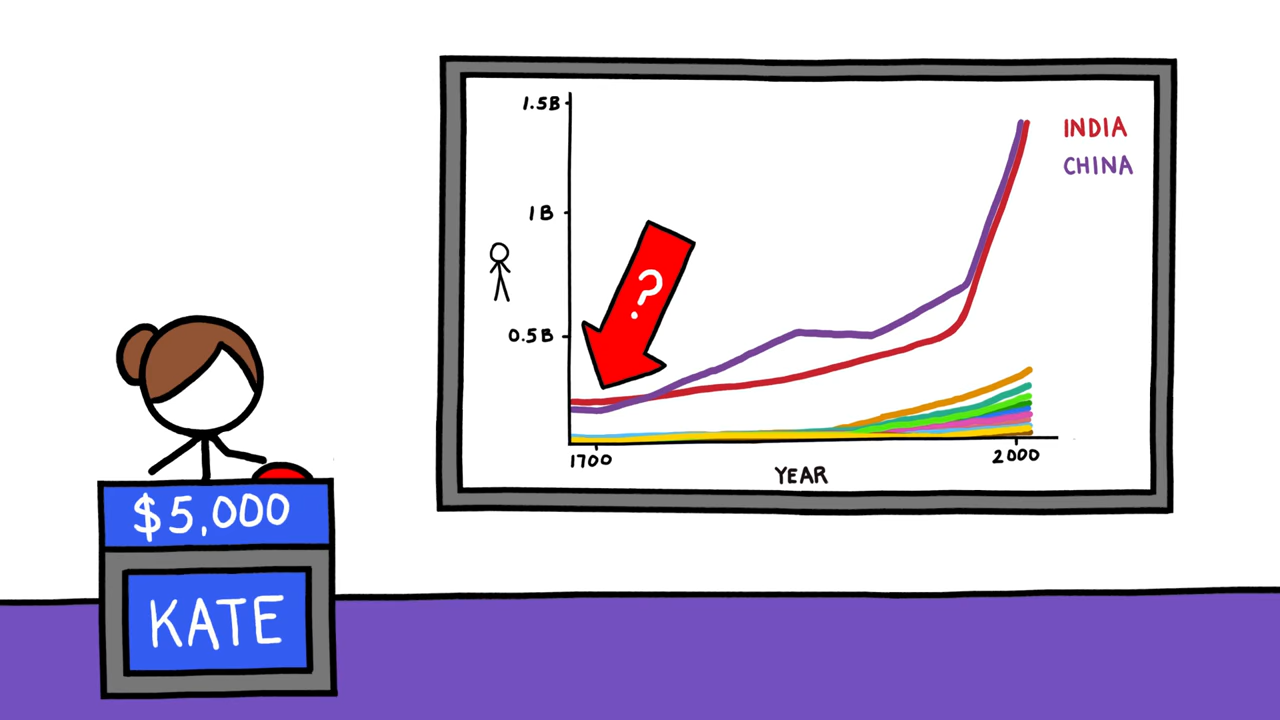 1.5B
INDIA
CHINA
1B
?
0.5B
1700
2000
YEAR
$5,000
KATE